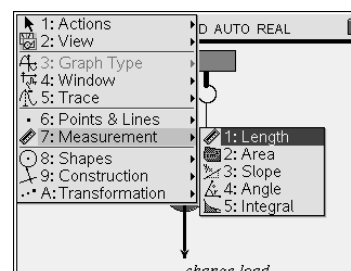 1: Actions
2: View
3: Graph Type
4: Window
5: Trace
6: Points & Lines
7: Measurement
8: Shapes
9: Construction
A: Transformation
D AUTO REAL
1: Length
2: Area
3: Slope
4: Angle
5: Integral
change load